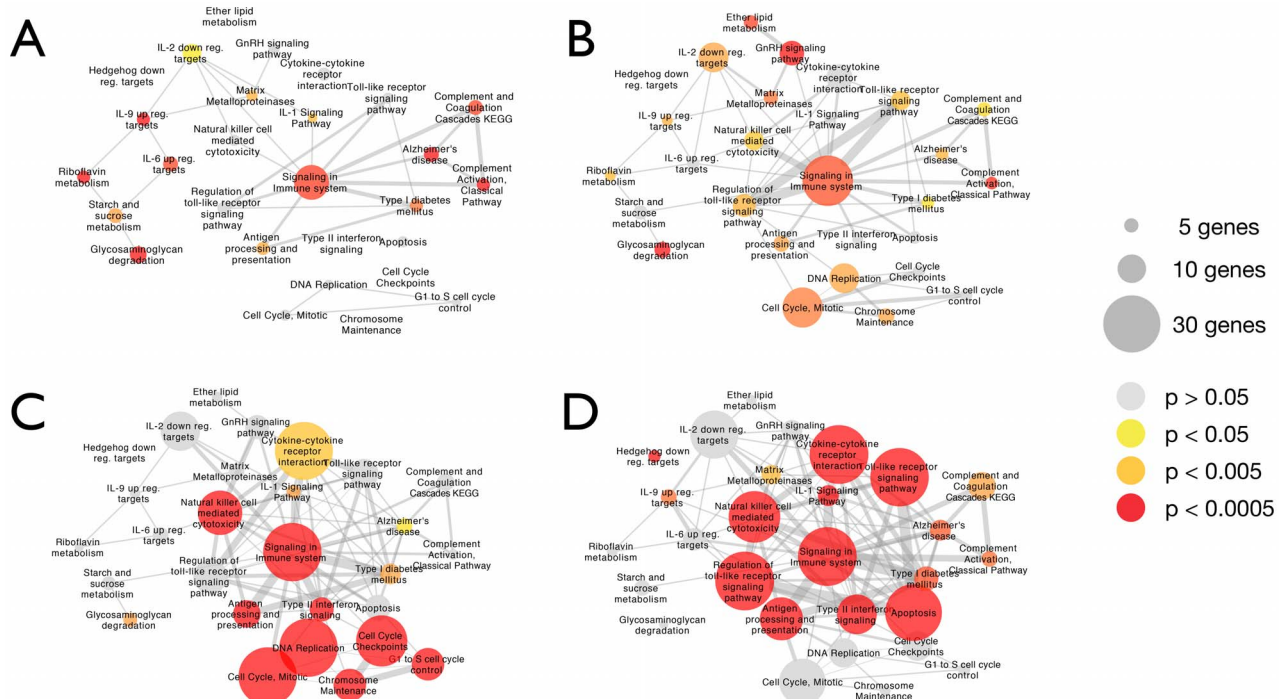 A
Ether lipid
metabolism
IL-2 down reg.
targets
GnRH signaling
pathway
Hedgehog down
reg. targets
Cytokine-cytokine
receptor
interaction
Toll-like receptor
signaling
pathway
Matrix
Metalloproteinases
IL-1 Signaling
Pathway
Complement and
Coagulation
Cascades KEGG
IL-9 up reg.
targets
Natural killer cell
mediated
cytotoxicity
IL-6 up reg.
targets
Alzheimer's
disease
Riboflavin
metabolism
Signaling in
Immune system
Complement
Activation,
Classical
Pathway
Regulation of
toll-like receptor
signaling
pathway
Type I diabetes
mellitus
Starch and
sucrose
metabolism
Glycosaminoglycan
degradation
Antigen
processing and
presentation
Type II interferon
signaling
Apoptosis
Cell Cycle
Checkpoints
DNA Replication
G1 to S cell cycle
control
Cell Cycle, Mitotic
Chromosome
Maintenance
B
Ether lipid
metabolism
IL-2 down reg.
targets
GnRH signaling
pathway
Hedgehog down
reg. targets
Cytokine-cytokine
receptor
interaction
Toll-like receptor
signaling
pathway
Matrix
Metalloproteinases
IL-1 Signaling
Pathway
Complement and
Coagulation
Cascades KEGG
IL-9 up reg.
targets
Natural killer cell
mediated
cytotoxicity
IL-6 up reg.
targets
Alzheimer's
disease
Riboflavin
metabolism
Signaling in
Immune system
Complement
Activation,
Classical Pathway
Regulation of
toll-like receptor
signaling
pathway
Type I diabetes
mellitus
Starch and
sucrose
metabolism
Glycosaminoglycan
degradation
Antigen
processing and
presentation
Type II interferon
signaling
Apoptosis
Cell Cycle
Checkpoints
DNA Replication
G1 to S cell cycle
control
Cell Cycle, Mitotic
Chromosome
Maintenance
5 genes
10 genes
30 genes
p > 0.05
p < 0.05
p < 0.005
p < 0.0005
C
Ether lipid
metabolism
IL-2 down reg.
targets
GnRH signaling
pathway
Hedgehog down
reg. targets
Cytokine-cytokine
receptor
interaction
Toll-like receptor
signaling
pathway
Matrix
Metalloproteinases
IL-1 Signaling
Pathway
Complement and
Coagulation
Cascades KEGG
IL-9 up reg.
targets
Natural killer cell
mediated
cytotoxicity
IL-6 up reg.
targets
Alzheimer's
disease
Riboflavin
metabolism
Signaling in
Immune system
Complement
Activation,
Classical Pathway
Regulation of
toll-like receptor
signaling
pathway
Type I diabetes
mellitus
Starch and
sucrose
metabolism
Glycosaminoglycan
degradation
Antigen
processing and
presentation
Type II interferon
signaling
Apoptosis
Cell Cycle
Checkpoints
DNA Replication
G1 to S cell cycle
control
Cell Cycle, Mitotic
Chromosome
Maintenance
D
Ether lipid
metabolism
IL-2 down reg.
targets
GnRH signaling
pathway
Hedgehog down
reg. targets
Cytokine-cytokine
receptor
interaction
oll-like receptor
signaling
pathway
Matrix
Metalloproteinases
IL-1 Signaling
Pathway
Complement and
Coagulation
Cascades KEGG
IL-9 up reg.
targets
Natural killer cell
mediated
cytotoxicity
IL-6 up reg.
targets
Alzheimer's
disease
Riboflavin
metabolism
Signaling in
Immune system
Complement
Activation,
Classical Pathway
Regulation of
toll-like receptor
signaling
pathway
Type I diabetes
mellitus
Starch and
sucrose
metabolism
Glycosaminoglycan
degradation
Antigen
processing and
presentation
Type II interferon
signaling
Apoptosis
Cell Cycle
Checkpoints
DNA Replication
G1 to S cell cycle
control
Cell Cycle, Mitotic
Chromosome
Maintenance